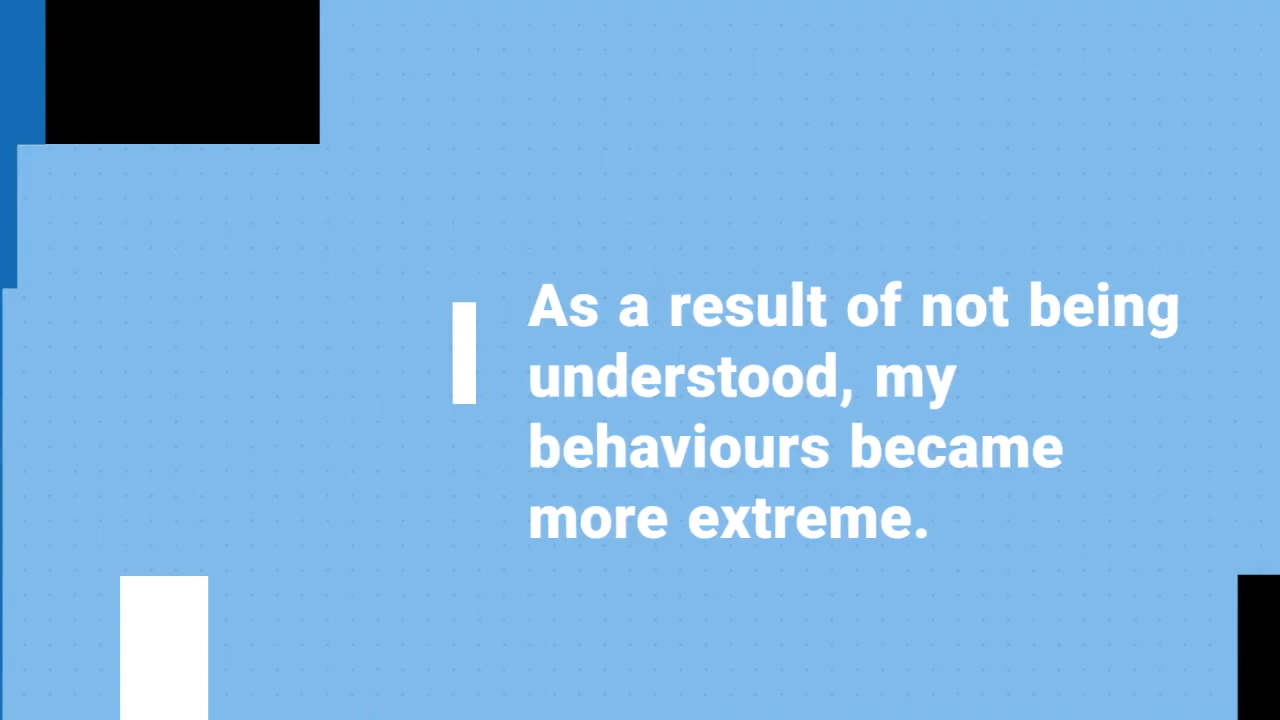 As a result of not being
understood, my
behaviours became
more extreme.